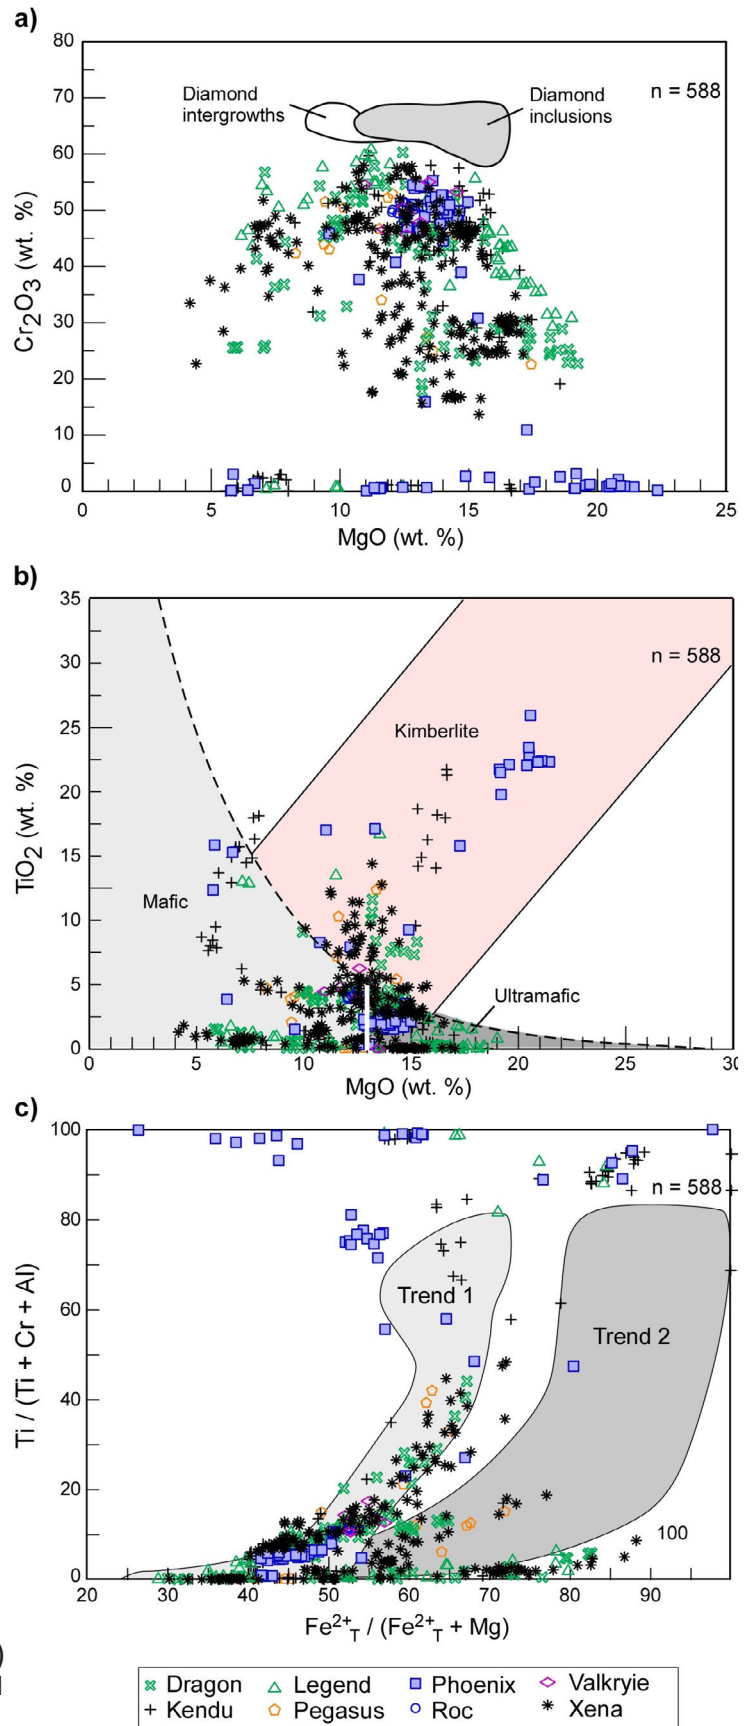 a)
80
70
60
50
40
30
20
10
0
Cr2O3 (wt. %)
Diamond
intergrowths
Diamond
inclusions
n = 588
0 5 10 15 20 25
MgO (wt. %)
b)
35
30
25
20
15
10
5
0
TiO2 (wt. %)
n = 588
Kimberlite
Mafic
Ultramafic
0 5 10 15 20 25 30
MgO (wt. %)
c)
100
80
60
40
20
0
Ti / (Ti + Cr + Al)
n = 588
Trend 1
Trend 2
100
20 30 40 50 60 70 80 90
Fe2+T / (Fe2+T + Mg)
Dragon Legend Phoenix Valkryie
Kendu Pegasus Roc Xena